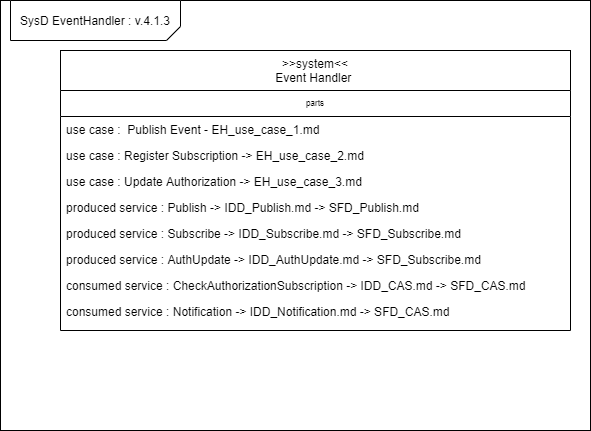 SysD EventHandler : v.4.1.3
>>system<<
Event Handler
parts
use case :  Publish Event - EH_use_case_1.md
use case : Register Subscription -> EH_use_case_2.md
use case : Update Authorization -> EH_use_case_3.md
produced service : Publish -> IDD_Publish.md -> SFD_Publish.md
produced service : Subscribe -> IDD_Subscribe.md -> SFD_Subscribe.md
produced service : AuthUpdate -> IDD_AuthUpdate.md -> SFD_Subscribe.md
consumed service : CheckAuthorizationSubscription -> IDD_CAS.md -> SFD_CAS.md
consumed service : Notification -> IDD_Notification.md -> SFD_CAS.md